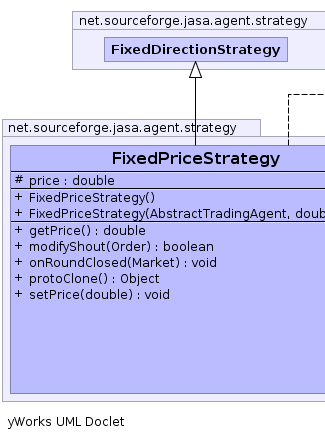 net.sourceforge.jasa.agent.strategy
FixedDirectionStrategy
net.sourceforge.jasa.agent.strategy
FixedPriceStrategy
# price : double
+ FixedPriceStrategy()
+ FixedPriceStrategy(AbstractTradingAgent, doub
+ getPrice() : double
+ modifyShout(Order) : boolean
+ onRoundClosed(Market) : void
+ protoClone() : Object
+ setPrice(double) : void
yWorks UML Doclet